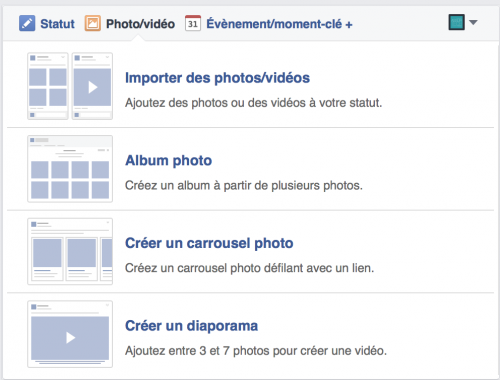 Statut Photo/vidéo 31 Évènement/moment-clé +
Importer des photos/vidéos
Ajoutez des photos ou des vidéos à votre statut.
Album photo
Créez un album à partir de plusieurs photos.
Créer un carrousel photo
Créez un carrousel photo défilant avec un lien.
Créer un diaporama
Ajoutez entre 3 et 7 photos pour créer une vidéo.